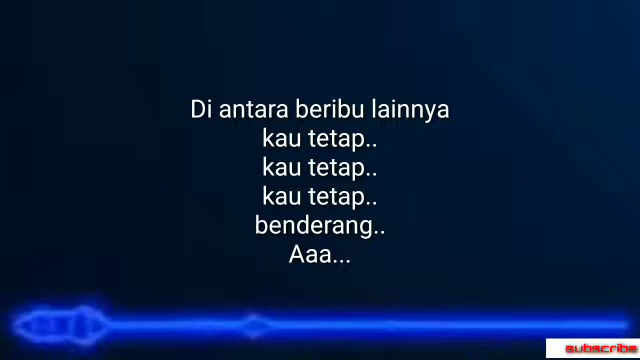 Di antara beribu lainnya
kau tetap..
kau tetap..
kau tetap..
benderang..
Aaa...
subscribe